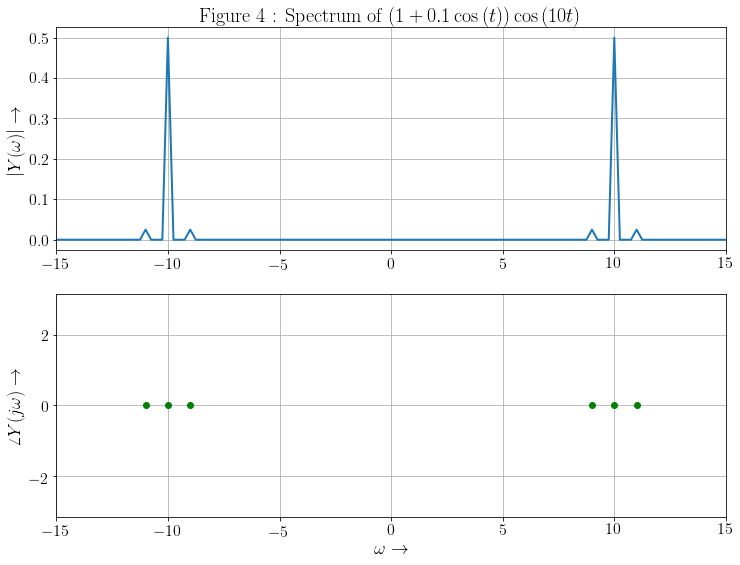 Figure 4 : Spectrum of (1 + 0.1 cos (t)) cos (10t)
|Y(ω)| →
0.5
0.4
0.3
0.2
0.1
0.0
−15 −10 −5 0 5 10 15
∠Y(jω) →
2
0
−2
−15 −10 −5 0 5 10 15
ω →